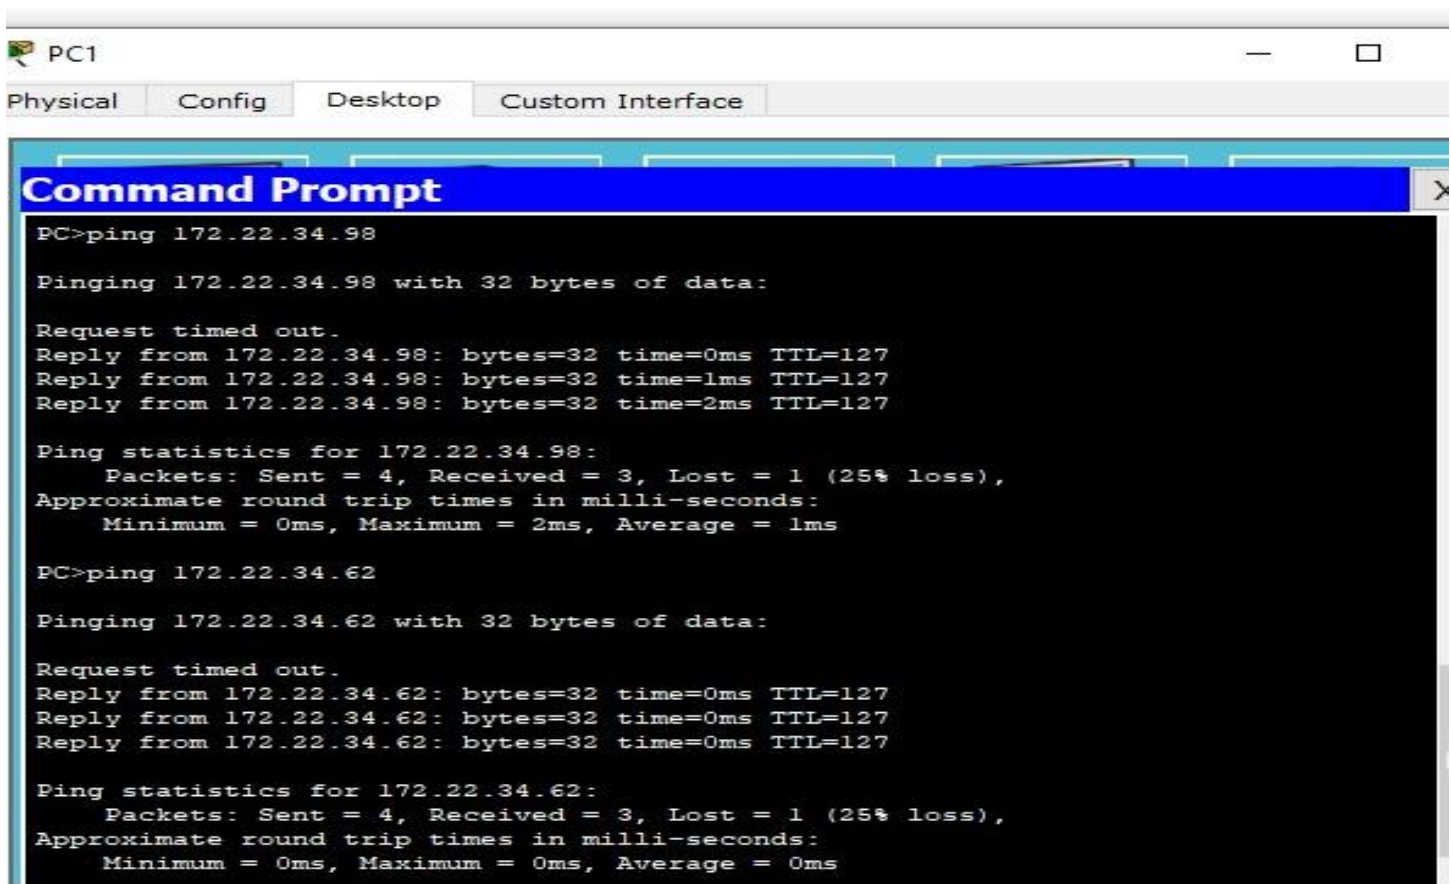 PC1
Physical Config Desktop Custom Interface
Command Prompt
X
PC>ping 172.22.34.98
Pinging 172.22.34.98 with 32 bytes of data:
Request timed out.
Reply from 172.22.34.98: bytes=32 time=0ms TTL=127
Reply from 172.22.34.98: bytes=32 time=1ms TTL=127
Reply from 172.22.34.98: bytes=32 time=2ms TTL=127
Ping statistics for 172.22.34.98:
Packets: Sent = 4, Received = 3, Lost = 1 (25% loss),
Approximate round trip times in milli-seconds:
Minimum = 0ms, Maximum = 2ms, Average = 1ms
PC>ping 172.22.34.62
Pinging 172.22.34.62 with 32 bytes of data:
Request timed out.
Reply from 172.22.34.62: bytes=32 time=0ms TTL=127
Reply from 172.22.34.62: bytes=32 time=0ms TTL=127
Reply from 172.22.34.62: bytes=32 time=0ms TTL=127
Ping statistics for 172.22.34.62:
Packets: Sent = 4, Received = 3, Lost = 1 (25% loss),
Approximate round trip times in milli-seconds:
Minimum = 0ms, Maximum = 0ms, Average = 0ms